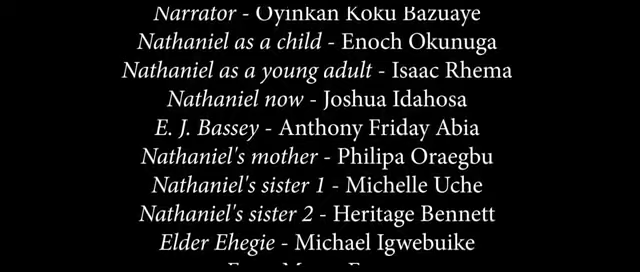 Narrator - Oyinkan Koku Bazuaye
Nathaniel as a child - Enoch Okunuga
Nathaniel as a young adult - Isaac Rhema
Nathaniel now - Joshua Idahosa
E. J. Bassey - Anthony Friday Abia
Nathaniel's mother - Philipa Oraegbu
Nathaniel's sister 1 - Michelle Uche
Nathaniel's sister 2 - Heritage Bennett
Elder Ehegie - Michael Igwebuike